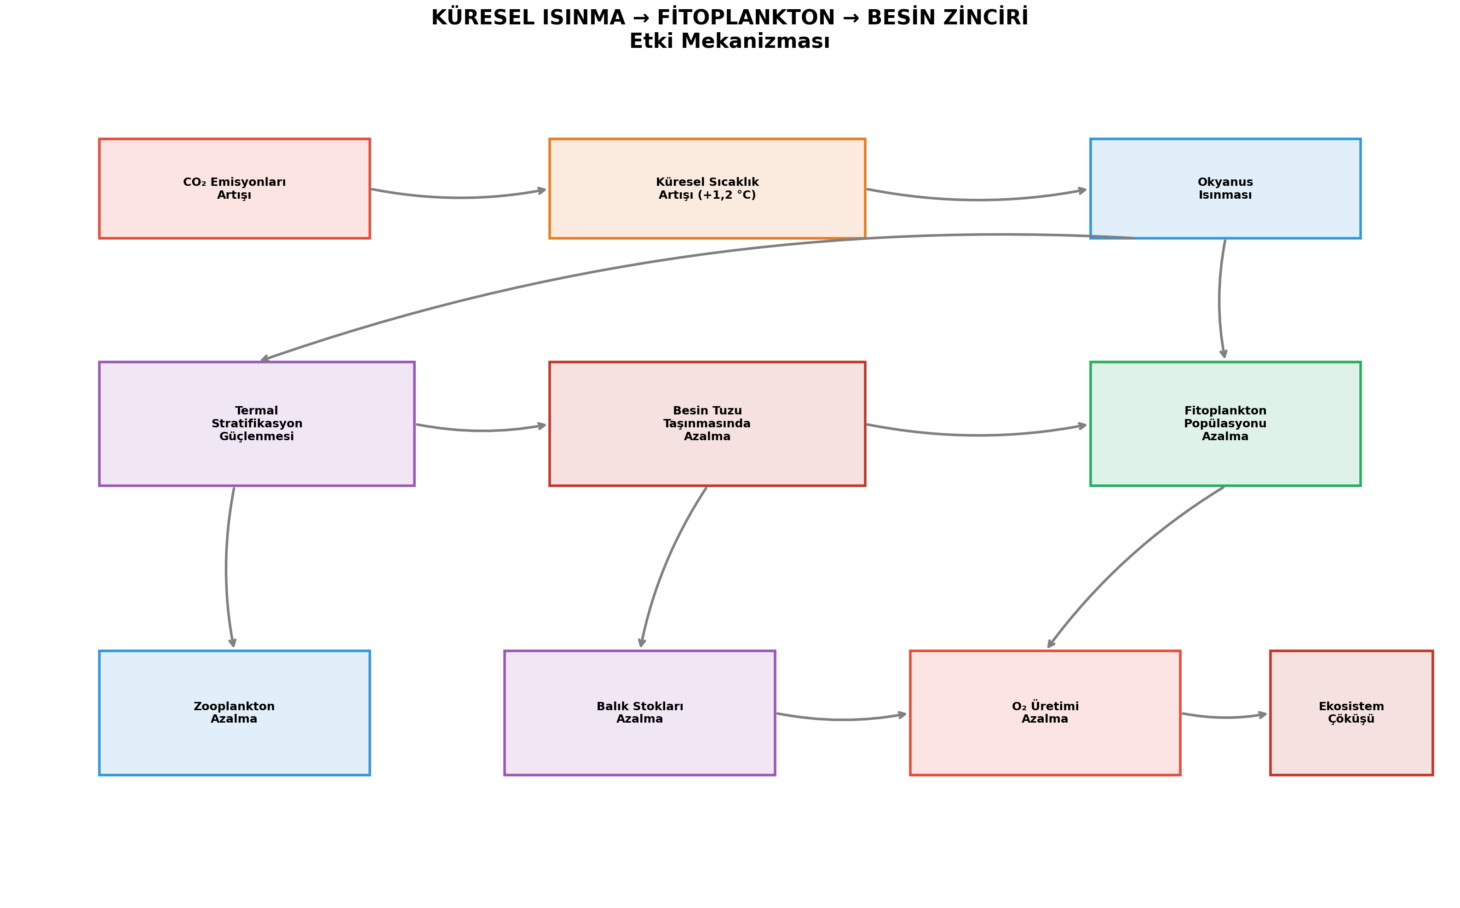 KÜRESEL ISINMA → FİTOPLANKTON → BESİN ZİNCİRİ
Etki Mekanizması
CO₂ Emisyonları
Artışı
Küresel Sıcaklık
Artışı (+1,2 °C)
Okyanus
Isınması
Termal
Stratifikasyon
Güçlenmesi
Besin Tuzu
Taşınmasında
Azalma
Fitoplankton
Popülasyonu
Azalma
Zooplankton
Azalma
Balık Stokları
Azalma
O₂ Üretimi
Azalma
Ekosistem
Çöküşü